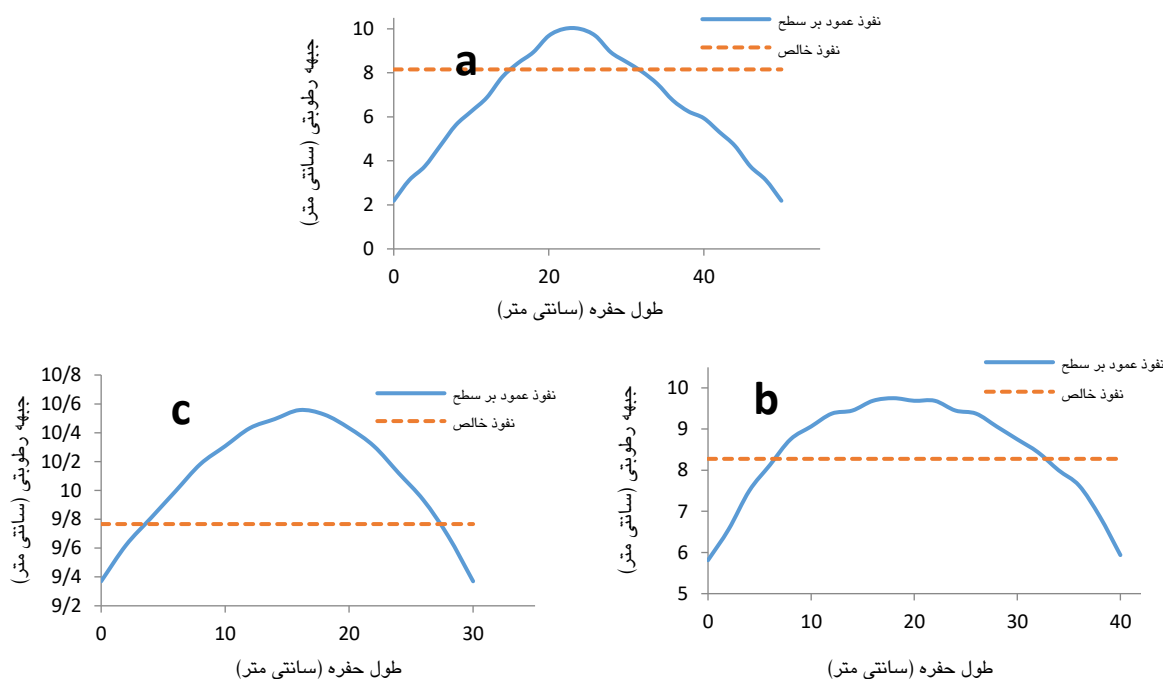 نفوذ عمود بر سطح
نفوذ خالص
a
جبهه رطوبتی (سانتی متر)
10
8
6
4
2
0
0 20 40
طول حفره (سانتی متر)
نفوذ عمود بر سطح
نفوذ خالص
b
جبهه رطوبتی (سانتی متر)
10
9
8
7
6
5
0 10 20 30 40
طول حفره (سانتی متر)
نفوذ عمود بر سطح
نفوذ خالص
c
جبهه رطوبتی (سانتی متر)
10/8
10/6
10/4
10/2
10
9/8
9/6
9/4
9/2
0 10 20 30
طول حفره (سانتی متر)